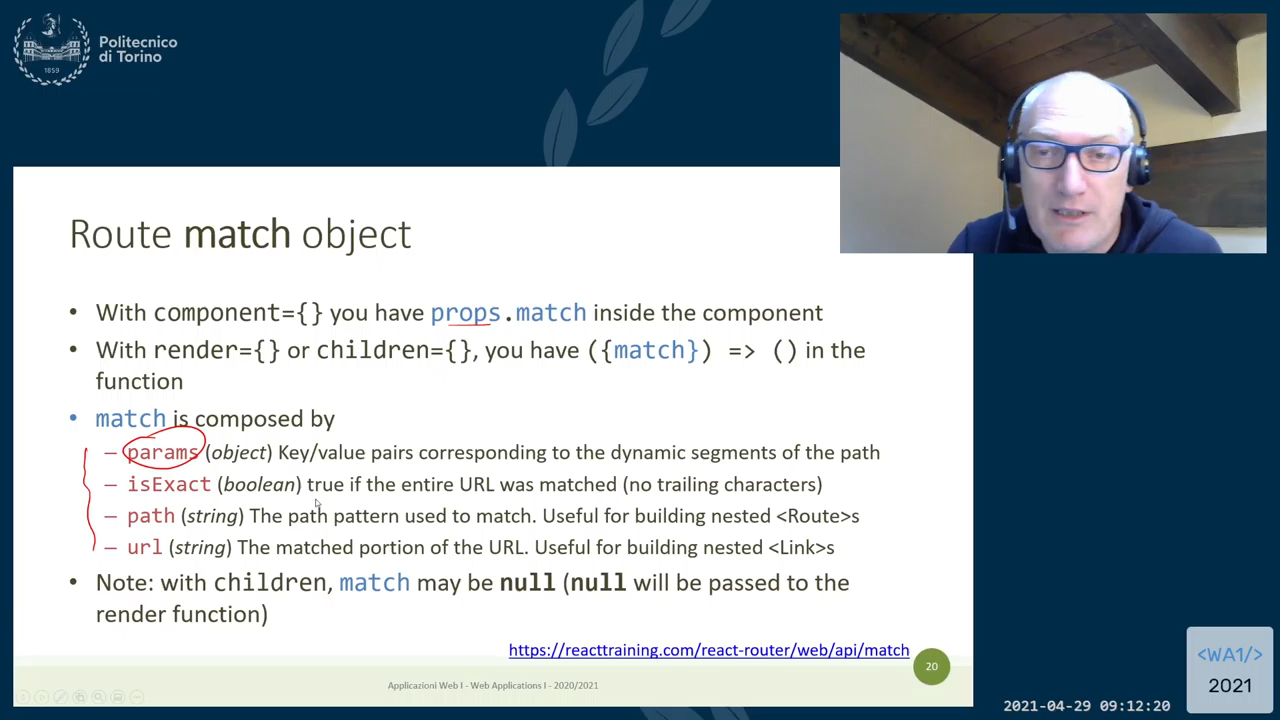 Politecnico
di Torino
1859
Route match object
• With component={} you have props.match inside the component
• With render={} or children={}, you have ({match}) => () in the
function
• match is composed by
– params (object) Key/value pairs corresponding to the dynamic segments of the path
– isExact (boolean) true if the entire URL was matched (no trailing characters)
– path (string) The path pattern used to match. Useful for building nested <Route>s
– url (string) The matched portion of the URL. Useful for building nested <Link>s
• Note: with children, match may be null (null will be passed to the
render function)
https://reacttraining.com/react-router/web/api/match
Applicazioni Web I - Web Applications I - 2020/2021
20
<WA1/>
2021
2021-04-29 09:12:20